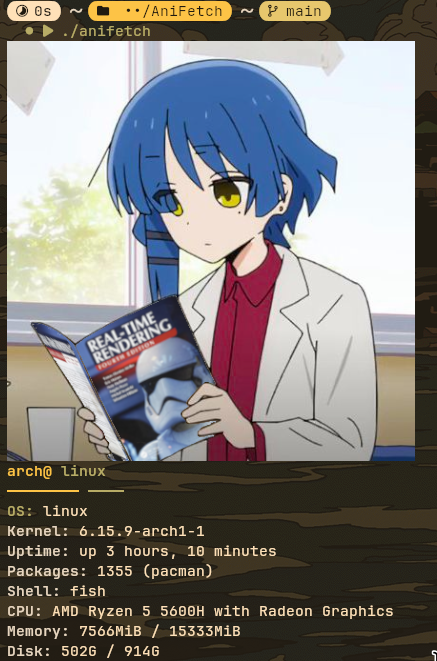 0s ~ ··/AniFetch ~ main
./anifetch
REAL-TIME
RENDERING
FOURTH EDITION
arch@ linux
OS: linux
Kernel: 6.15.9-arch1-1
Uptime: up 3 hours, 10 minutes
Packages: 1355 (pacman)
Shell: fish
CPU: AMD Ryzen 5 5600H with Radeon Graphics
Memory: 7566MiB / 15333MiB
Disk: 502G / 914G